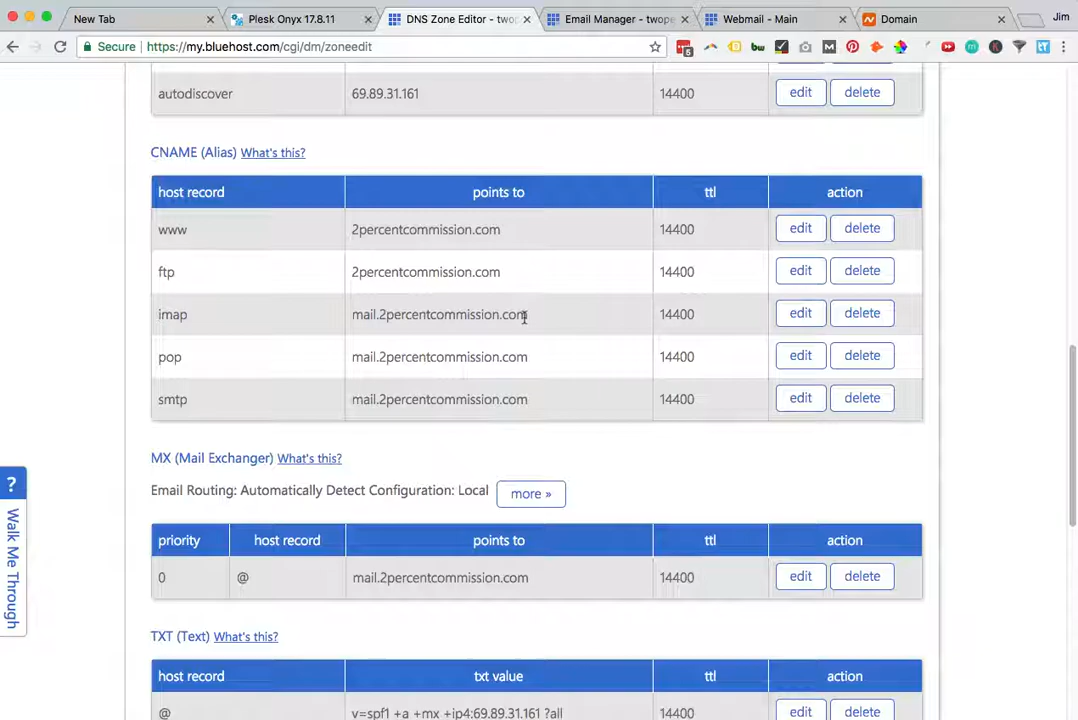 New Tab
Plesk Onyx 17.8.11
DNS Zone Editor - twop
Email Manager - twope
Webmail - Main
Domain
Jim
Secure https://my.bluehost.com/cgi/dm/zoneedit
autodiscover 69.89.31.161 14400 edit delete
CNAME (Alias) What's this?
host record points to ttl action
www 2percentcommission.com 14400 edit delete
ftp 2percentcommission.com 14400 edit delete
imap mail.2percentcommission.com 14400 edit delete
pop mail.2percentcommission.com 14400 edit delete
smtp mail.2percentcommission.com 14400 edit delete
MX (Mail Exchanger) What's this?
Email Routing: Automatically Detect Configuration: Local more »
priority host record points to ttl action
0 @ mail.2percentcommission.com 14400 edit delete
TXT (Text) What's this?
host record txt value ttl action
@ v=spf1 +a +mx +ip4:69.89.31.161 ?all 14400 edit delete
? Walk Me Through